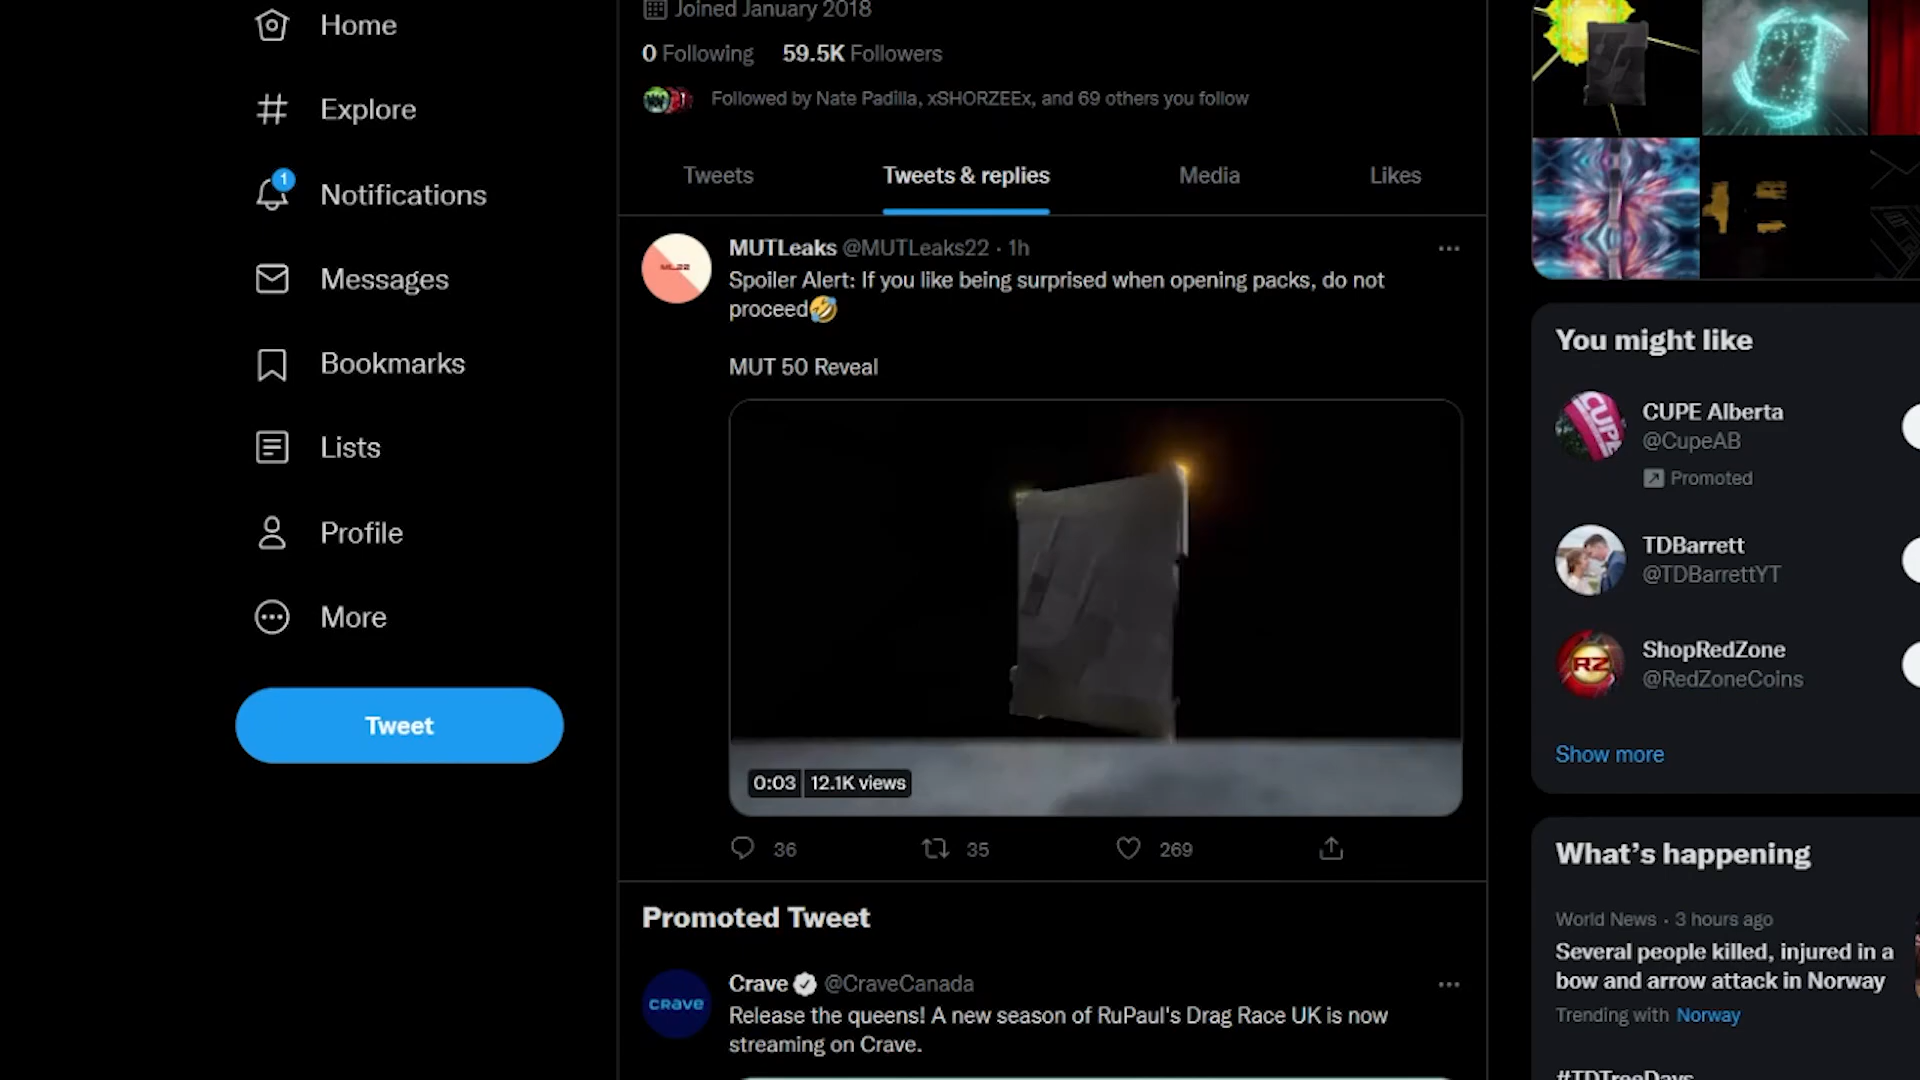 Home
Explore
1
Notifications
Messages
Bookmarks
Lists
Profile
More
Tweet
Joined January 2018
0 Following 59.5K Followers
Followed by Nate Padilla, xSHORZEEx, and 69 others you follow
Tweets Tweets & replies Media Likes
ML22
MUTLeaks @MUTLeaks22 · 1h
Spoiler Alert: If you like being surprised when opening packs, do not
proceed🤣
MUT 50 Reveal
0:03 12.1K views
36 35 269
Promoted Tweet
CRAVE
Crave @CraveCanada
Release the queens! A new season of RuPaul's Drag Race UK is now
streaming on Crave.
You might like
CUPE
CUPE Alberta
@CupeAB
Promoted
TDBarrett
@TDBarrettYT
RZ
ShopRedZone
@RedZoneCoins
Show more
What's happening
World News · 3 hours ago
Several people killed, injured in a
bow and arrow attack in Norway
Trending with Norway
#TDTreeDays